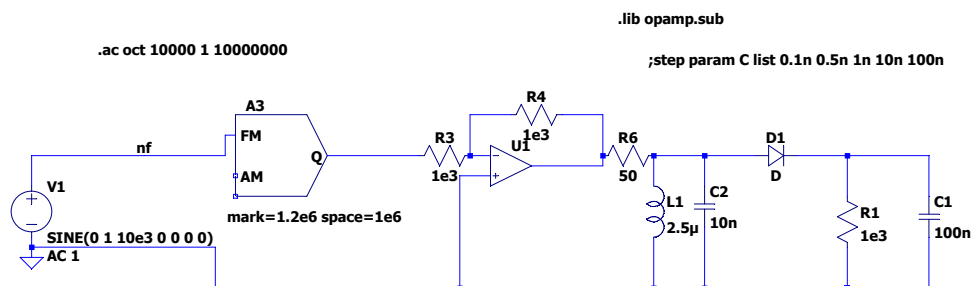 .lib opamp.sub
.ac oct 10000 1 10000000
;step param C list 0.1n 0.5n 1n 10n 100n
A3
FM
AM
Q
mark=1.2e6 space=1e6
nf
V1
SINE(0 1 10e3 0 0 0 0)
AC 1
R3
1e3
R4
1e3
U1
R6
50
L1
2.5µ
C2
10n
D1
D
R1
1e3
C1
100n